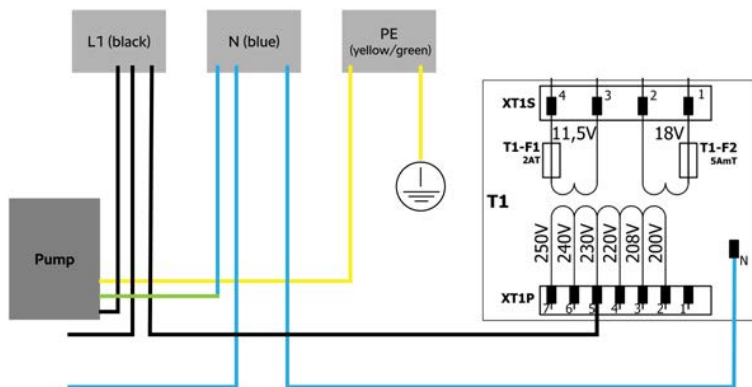 L1 (black)
N (blue)
PE
(yellow/green)
Pump
XT1S
4
3
2
1
11,5V
18V
T1-F1
2AT
T1-F2
5AmT
T1
250V
240V
230V
220V
208V
200V
N
XT1P
7
6
5
4
3
2
1